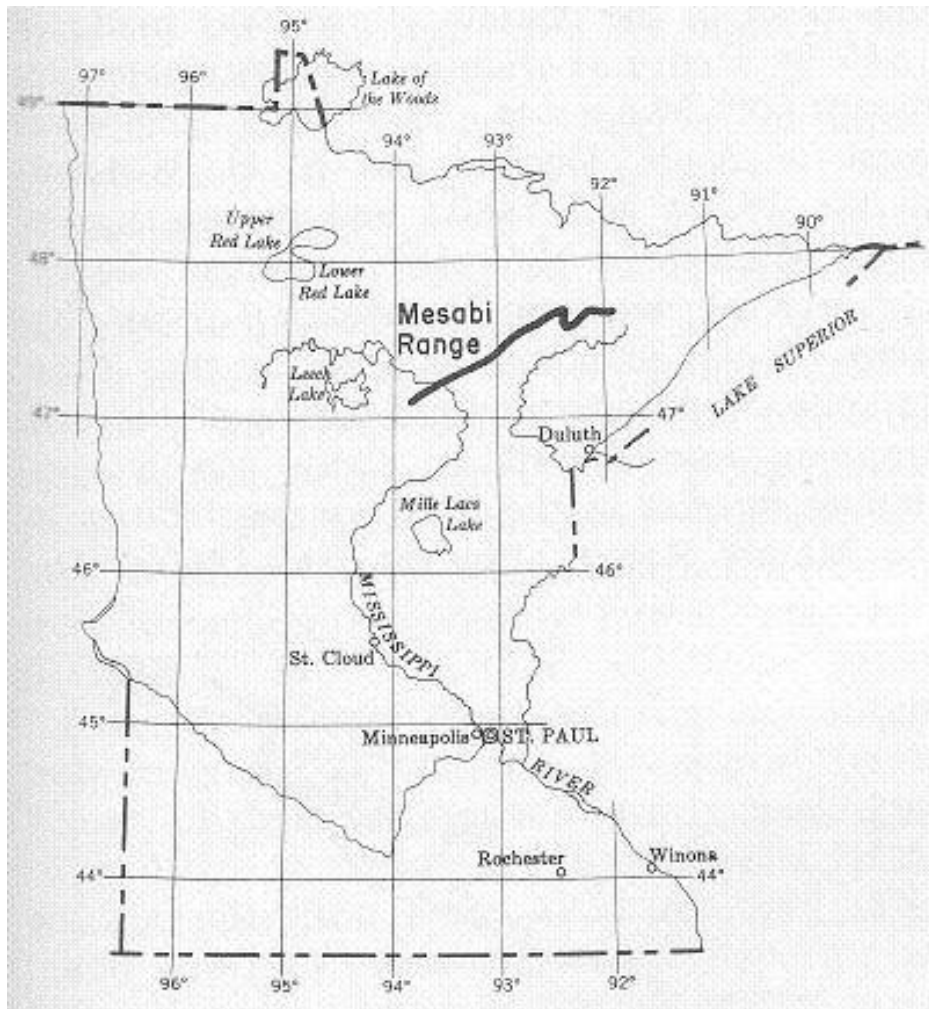 95°
97°
96°
Lake of
the Woods
49°
94°
93°
92°
91°
90°
Upper
Red Lake
48°
Lower
Red Lake
Mesabi
Range
LAKE SUPERIOR
Leech
Lake
47°
47°
Duluth
Mille Lacs
Lake
46°
46°
MISSISSIPPI
St. Cloud
45°
Minneapolis
ST. PAUL
RIVER
Rochester
Winona
44°
44°
96°
95°
94°
93°
92°